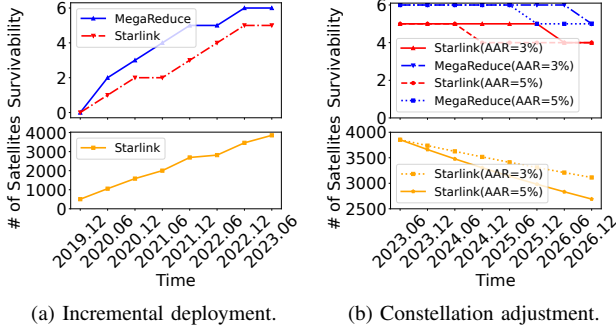 6
4
2
0
Survivability
MegaReduce
Starlink
4000
3000
2000
1000
0
# of Satellites
Starlink
2019.12
2020.06
2020.12
2021.06
2021.12
2022.06
2022.12
2023.06
Time
(a) Incremental deployment.
6
4
2
0
Survivability
Starlink(AAR=3%)
MegaReduce(AAR=3%)
Starlink(AAR=5%)
MegaReduce(AAR=5%)
4000
3500
3000
2500
# of Satellites
Starlink(AAR=3%)
Starlink(AAR=5%)
2023.06
2023.12
2024.06
2024.12
2025.06
2025.12
2026.06
2026.12
Time
(b) Constellation adjustment.